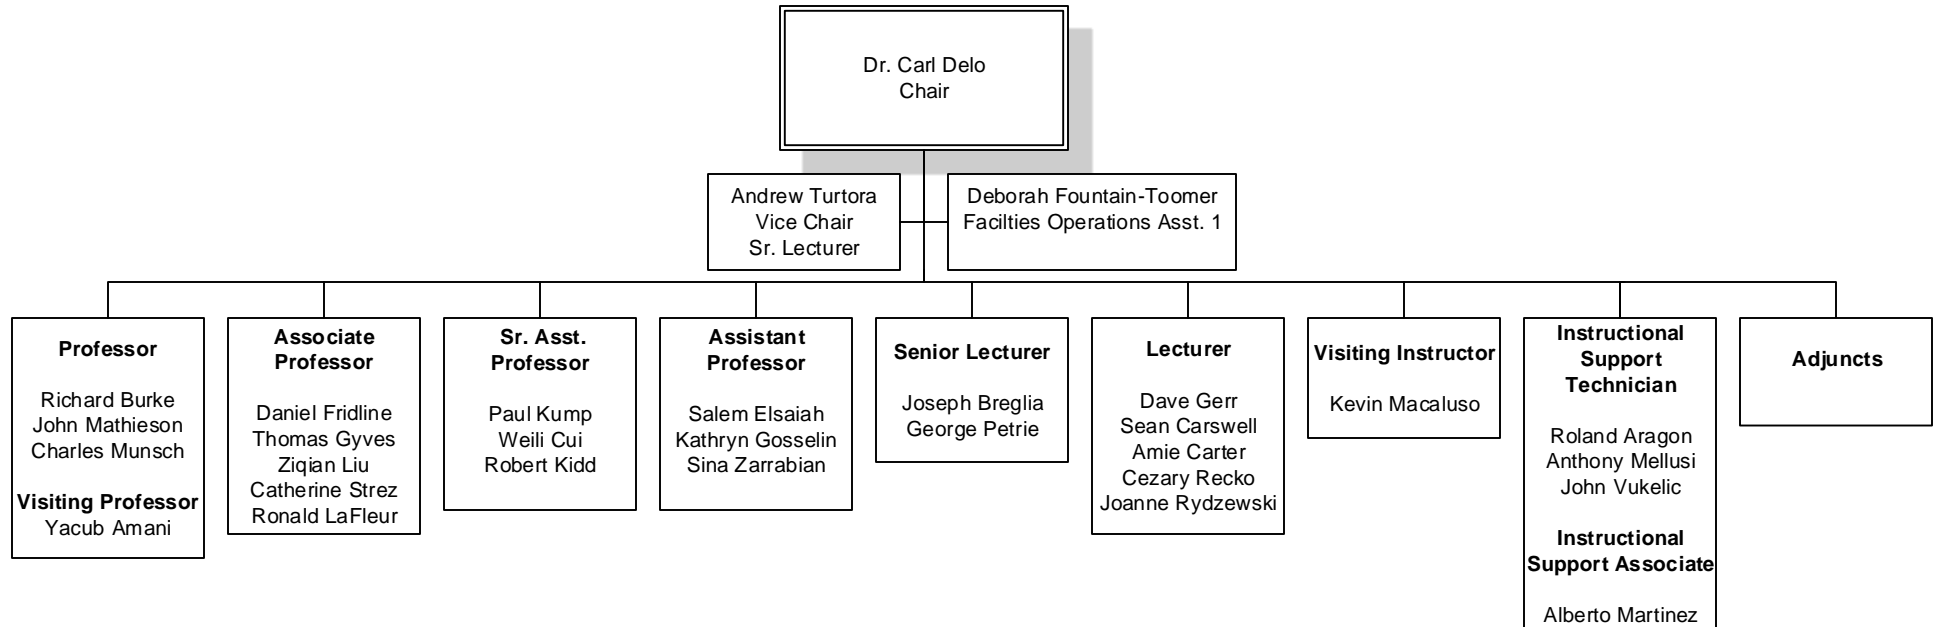 Dr. Carl Delo
Chair
Andrew Turtora
Vice Chair
Sr. Lecturer
Deborah Fountain-Toomer
Facilties Operations Asst. 1
Professor
Richard Burke
John Mathieson
Charles Munsch
Visiting Professor
Yacub Amani
Associate
Professor
Daniel Fridline
Thomas Gyves
Ziqian Liu
Catherine Strez
Ronald LaFleur
Sr. Asst.
Professor
Paul Kump
Weili Cui
Robert Kidd
Assistant
Professor
Salem Elsaiah
Kathryn Gosselin
Sina Zarrabian
Senior Lecturer
Joseph Breglia
George Petrie
Lecturer
Dave Gerr
Sean Carswell
Amie Carter
Cezary Recko
Joanne Rydzewski
Visiting Instructor
Kevin Macaluso
Instructional
Support
Technician
Roland Aragon
Anthony Mellusi
John Vukelic
Instructional
Support Associate
Alberto Martinez
Adjuncts